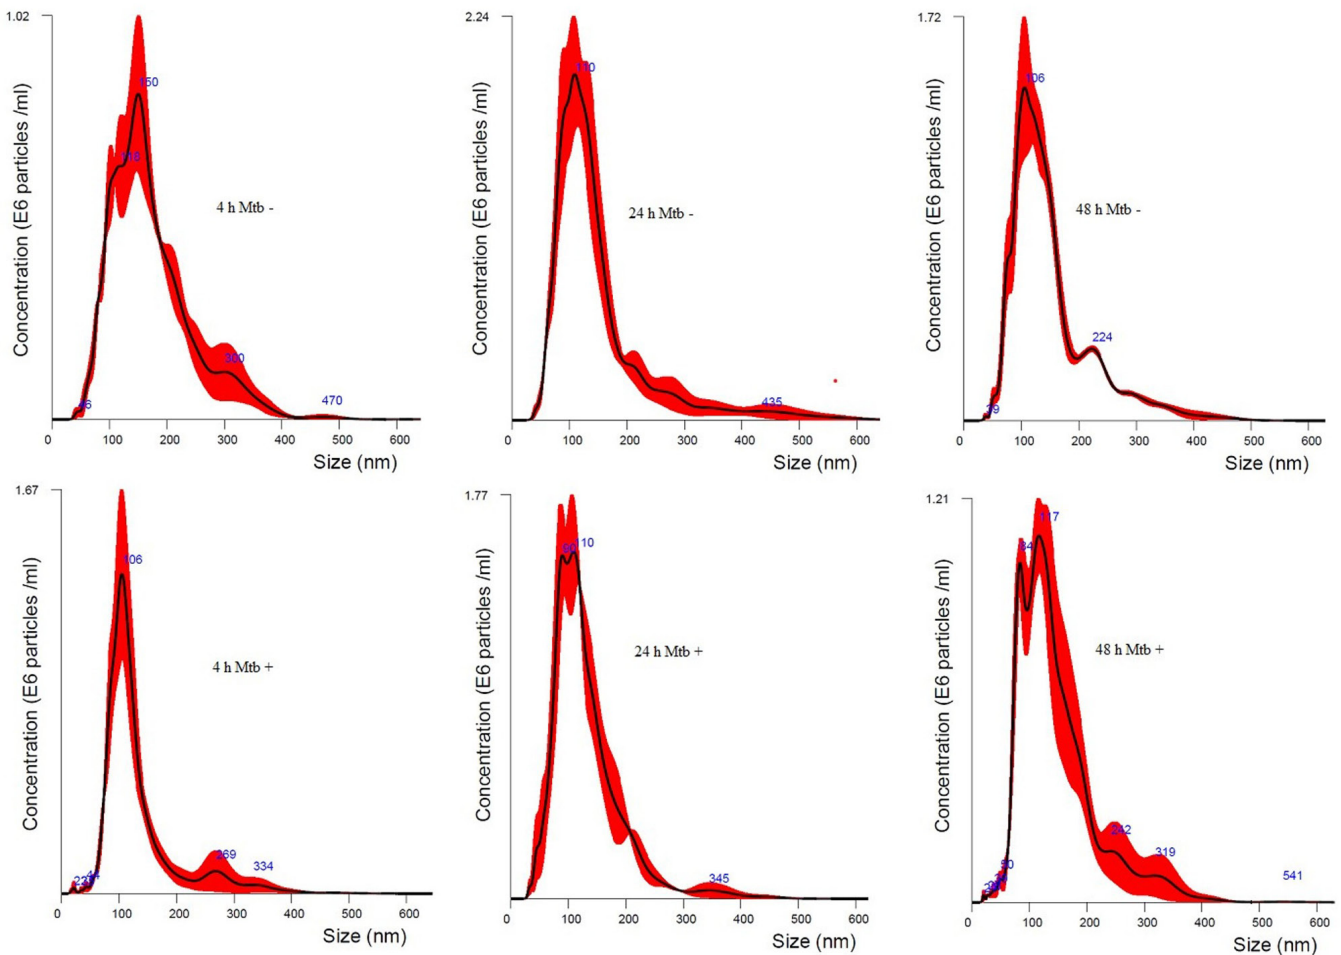 1.02
Concentration (E6 particles /ml)
150
116
300
470
46
4 h Mtb -
0 100 200 300 400 500 600
Size (nm)
2.24
Concentration (E6 particles /ml)
110
435
24 h Mtb -
0 100 200 300 400 500 600
Size (nm)
1.72
Concentration (E6 particles /ml)
106
224
39
48 h Mtb -
0 100 200 300 400 500 600
Size (nm)
1.67
Concentration (E6 particles /ml)
106
269
334
44
4 h Mtb +
0 100 200 300 400 500 600
Size (nm)
1.77
Concentration (E6 particles /ml)
90
110
345
24 h Mtb +
0 100 200 300 400 500 600
Size (nm)
1.21
Concentration (E6 particles /ml)
84
117
242
319
541
48 h Mtb +
0 100 200 300 400 500 600
Size (nm)